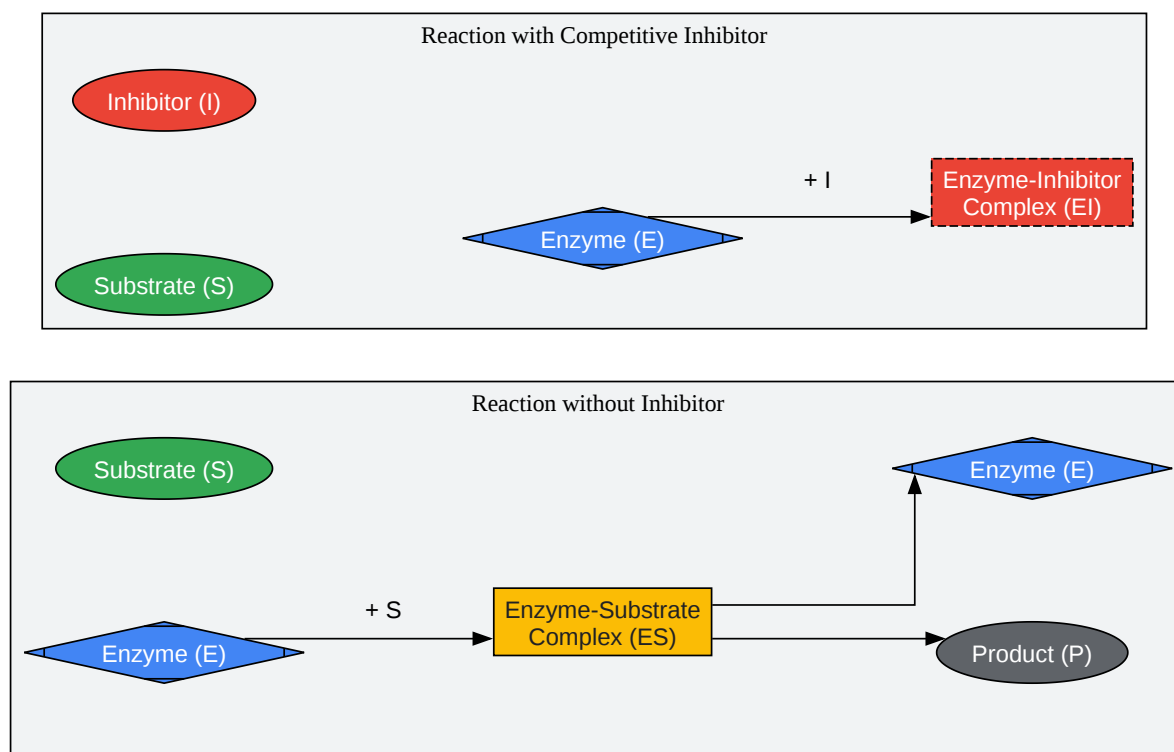 Reaction with Competitive Inhibitor
Inhibitor (I)
+ I
Enzyme-Inhibitor
Complex (EI)
Enzyme (E)
Substrate (S)
Reaction without Inhibitor
Substrate (S)
Enzyme (E)
+ S
Enzyme-Substrate
Complex (ES)
Enzyme (E)
Product (P)